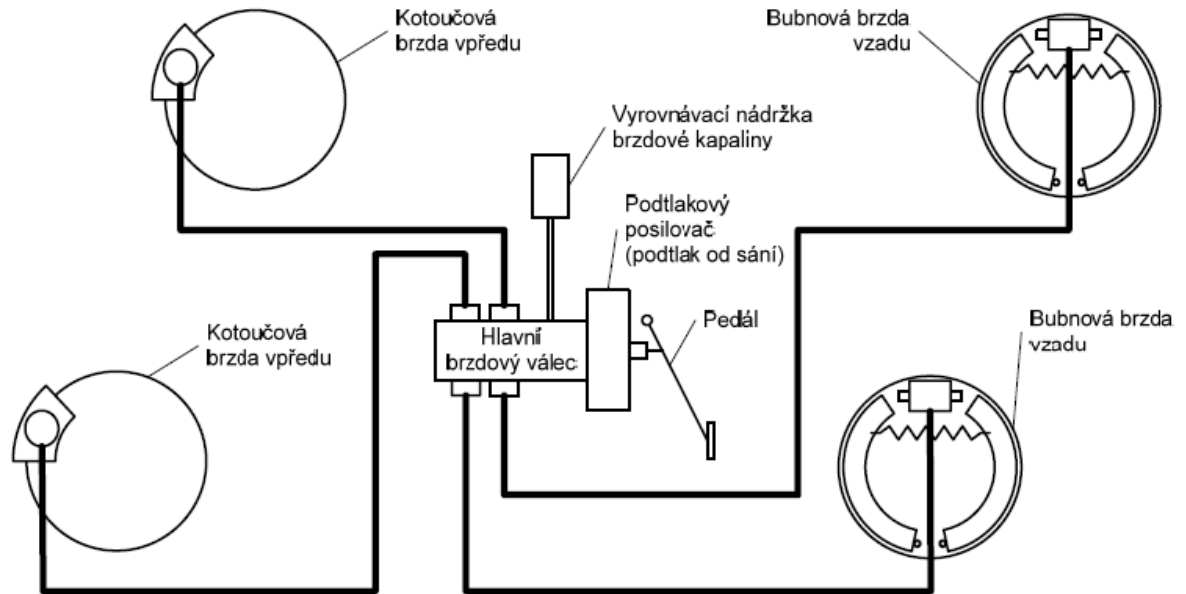 Kotoučová
brzda vpředu
Bubnová brzda
vzadu
Vyrovnávací nádržka
brzdové kapaliny
Podtlakový
posilovač
(podtlak od sání)
Pedál
Hlavní
brzdový válec
Kotoučová
brzda vpředu
Bubnová brzda
vzadu